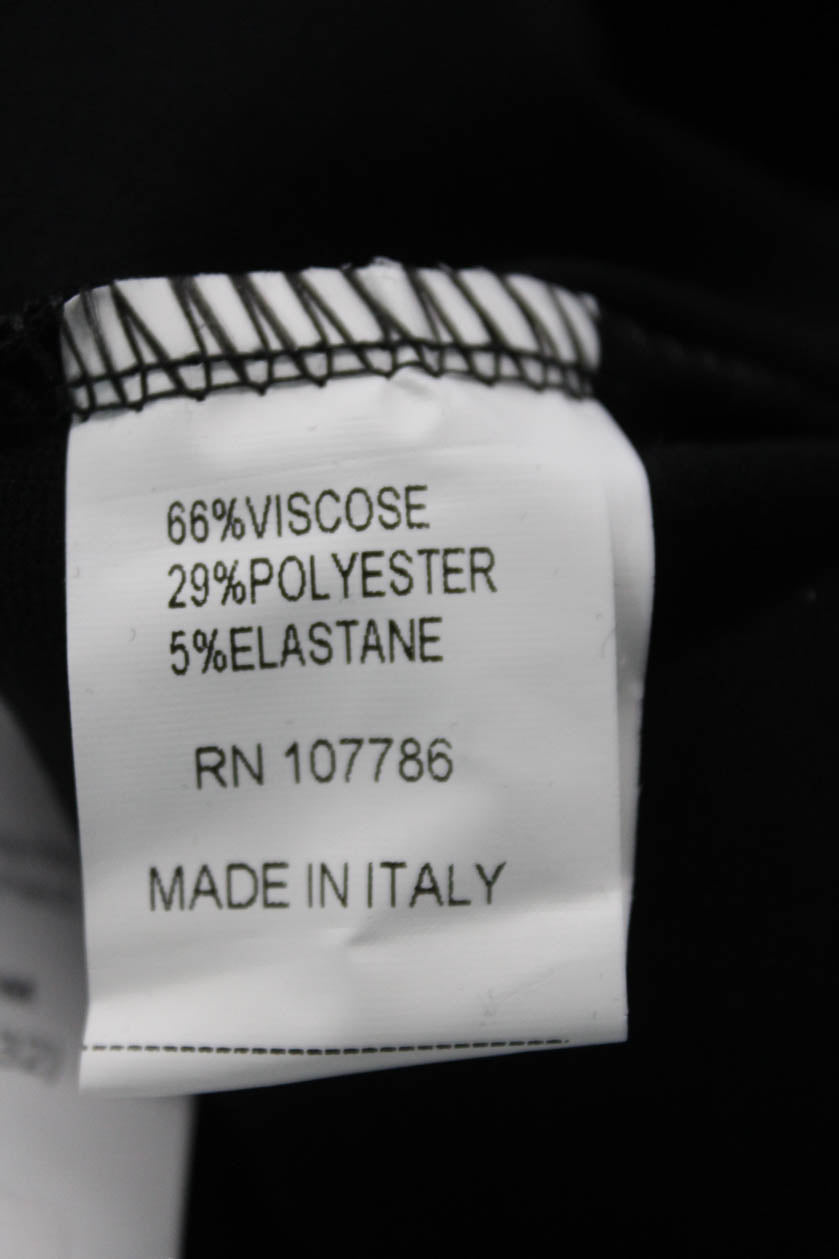 66%VISCOSE
29%POLYESTER
5%ELASTANE
RN 107786
MADE IN ITALY